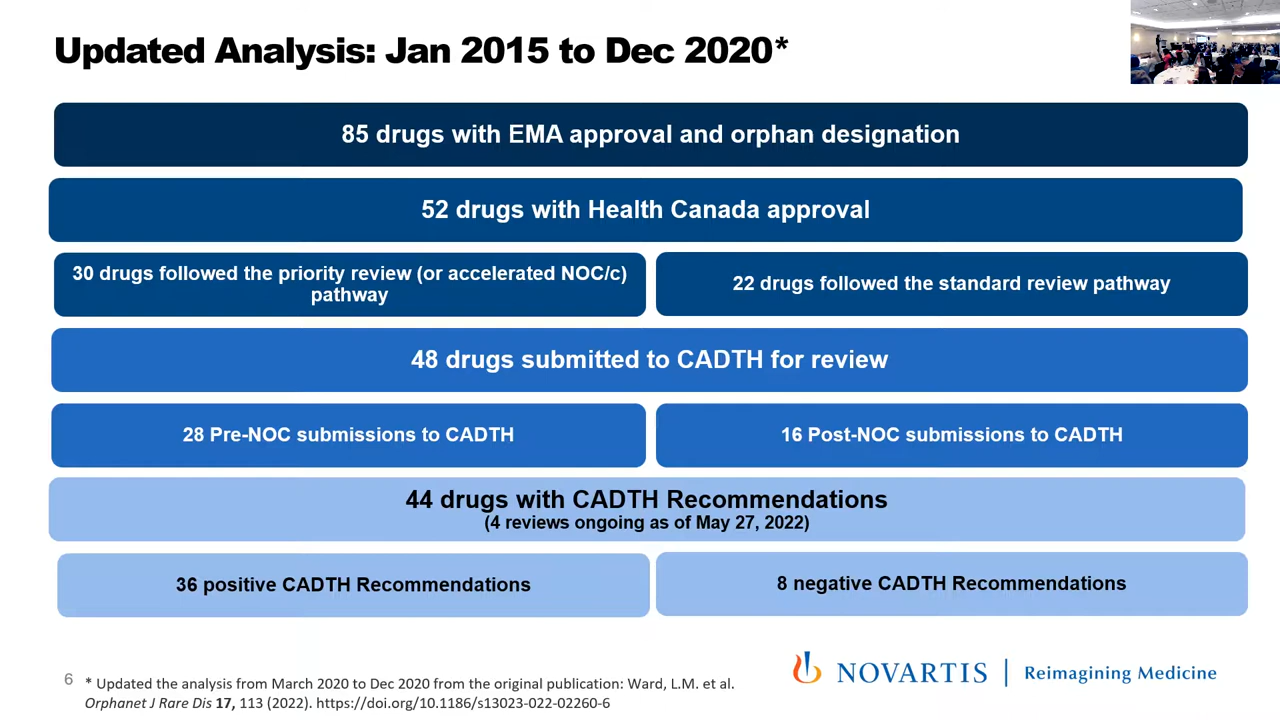 Updated Analysis: Jan 2015 to Dec 2020*
85 drugs with EMA approval and orphan designation
52 drugs with Health Canada approval
30 drugs followed the priority review (or accelerated NOC/c)
pathway
22 drugs followed the standard review pathway
48 drugs submitted to CADTH for review
28 Pre-NOC submissions to CADTH
16 Post-NOC submissions to CADTH
44 drugs with CADTH Recommendations
(4 reviews ongoing as of May 27, 2022)
36 positive CADTH Recommendations
8 negative CADTH Recommendations
6
* Updated the analysis from March 2020 to Dec 2020 from the original publication: Ward, L.M. et al.
Orphanet J Rare Dis 17, 113 (2022). https://doi.org/10.1186/s13023-022-02260-6
NOVARTIS | Reimagining Medicine